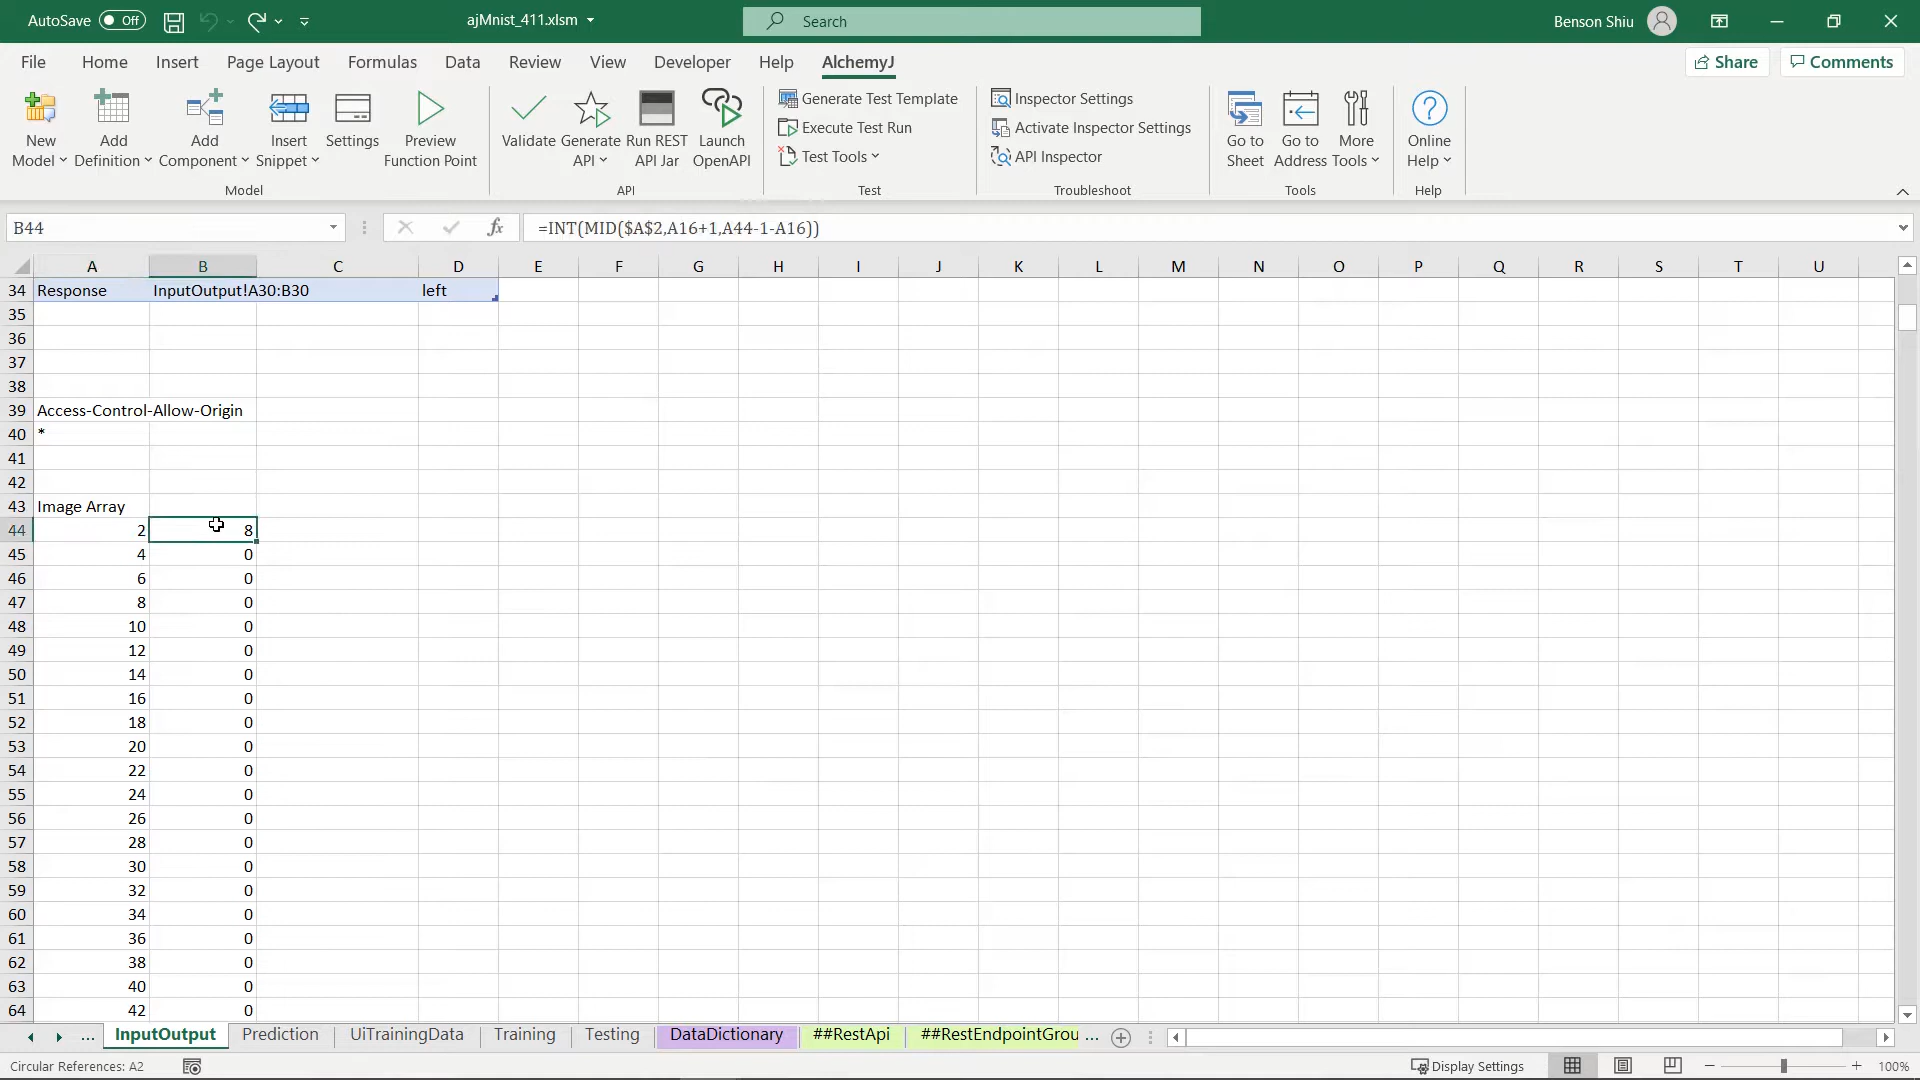 AutoSave Off ajMnist_411.xlsm Search Benson Shiu
File Home Insert Page Layout Formulas Data Review View Developer Help AlchemyJ Share Comments
New Model Add Definition Add Component Insert Snippet Settings Preview Function Point
Validate Generate API Run REST API Jar Launch OpenAPI
Generate Test Template
Execute Test Run
Test Tools
Inspector Settings
Activate Inspector Settings
API Inspector
Go to Sheet Go to Address More Tools Online Help
Model API Test Troubleshoot Tools Help
B44 fx =INT(MID($A$2,A16+1,A44-1-A16))
A B C D E F G H I J K L M N O P Q R S T U
34 Response InputOutput!A30:B30 left
35
36
37
38
39 Access-Control-Allow-Origin
40 *
41
42
43 Image Array
44 2 8
45 4 0
46 6 0
47 8 0
48 10 0
49 12 0
50 14 0
51 16 0
52 18 0
53 20 0
54 22 0
55 24 0
56 26 0
57 28 0
58 30 0
59 32 0
60 34 0
61 36 0
62 38 0
63 40 0
64 42 0
... InputOutput Prediction UiTrainingData Training Testing DataDictionary ##RestApi ##RestEndpointGrou ...
Circular References: A2 Display Settings 100%